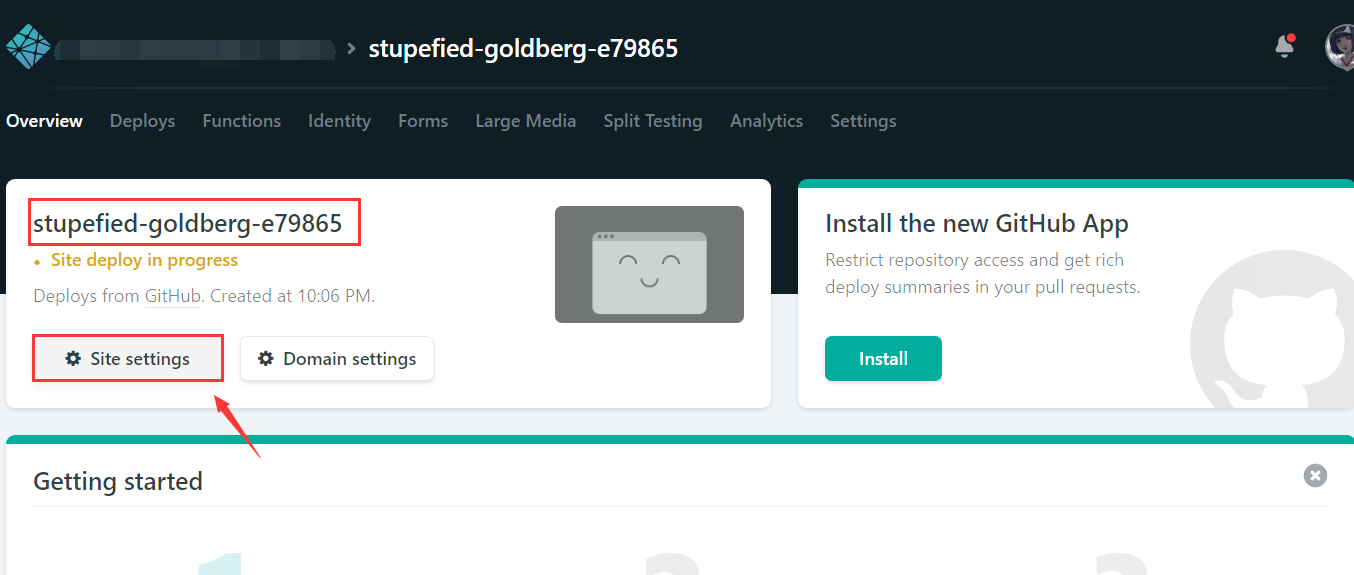 › stupefied-goldberg-e79865
Overview Deploys Functions Identity Forms Large Media Split Testing Analytics Settings
stupefied-goldberg-e79865
• Site deploy in progress
Deploys from GitHub. Created at 10:06 PM.
Site settings
Domain settings
Install the new GitHub App
Restrict repository access and get rich
deploy summaries in your pull requests.
Install
Getting started